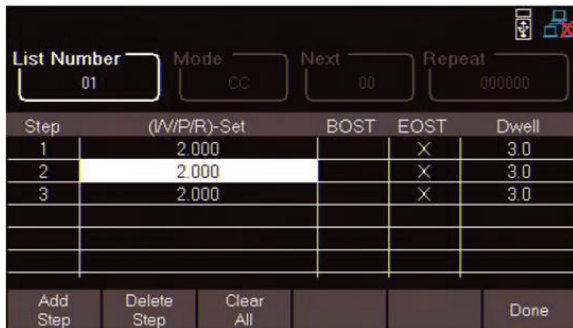 List Number Mode Next Repeat
01 CC 00 000000
Step (I/V/P/R)-Set BOST EOST Dwell
1 2.000 X 3.0
2 2.000 X 3.0
3 2.000 X 3.0
Add Step Delete Step Clear All Done